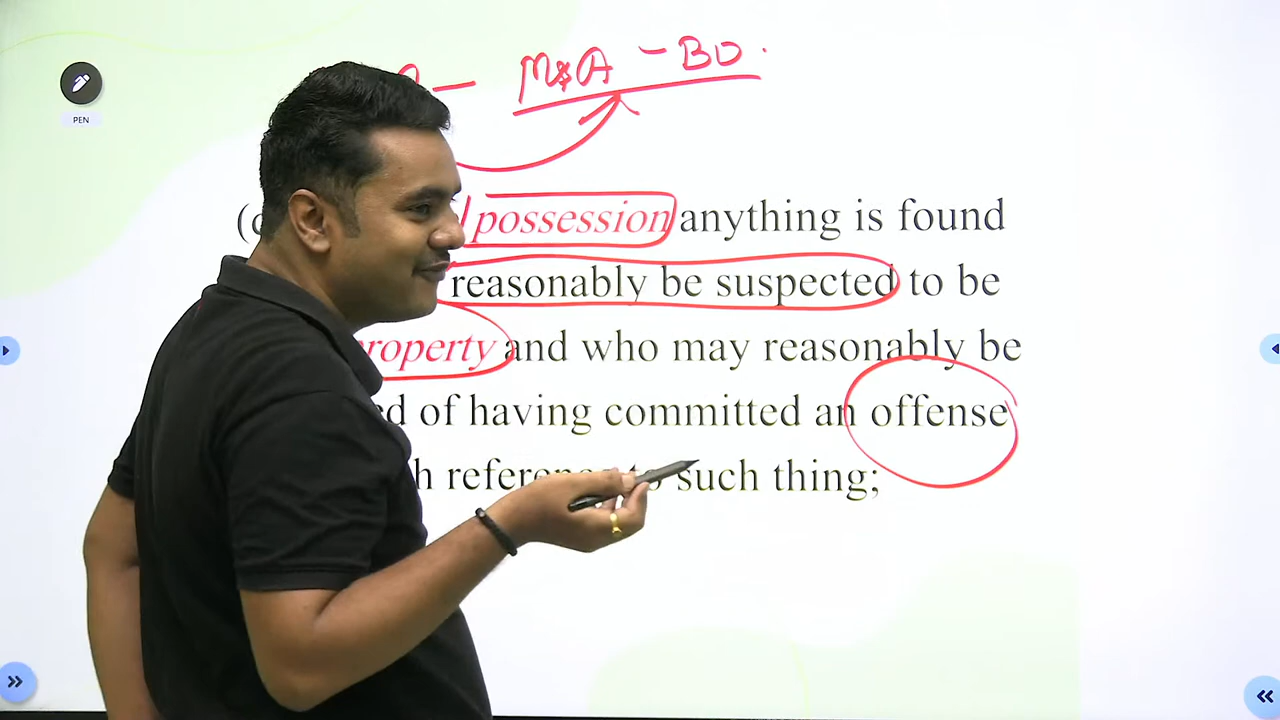 M&A - BO.
PEN
possession anything is found
reasonably be suspected to be
property and who may reasonably be
of having committed an offense
reference to such thing;